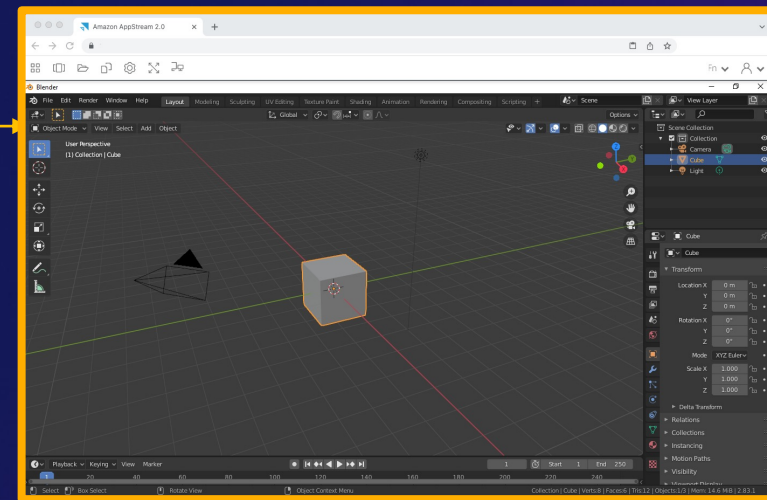 Amazon AppStream 2.0
Fn
Blender
File Edit Render Window Help Layout Modeling Sculpting UV Editing Texture Paint Shading Animation Rendering Compositing Scripting + Scene View Layer
Global Options
Object Mode View Select Add Object
User Perspective
(1) Collection | Cube
Scene Collection
Collection
Camera
Cube
Light
Z
Cube
Cube
Transform
Location X 0 m
Y 0 m
Z 0 m
Rotation X 0°
Y 0°
Z 0°
Mode XYZ Euler
Scale X 1.000
Y 1.000
Z 1.000
Delta Transform
Relations
Collections
Instancing
Motion Paths
Visibility
Viewport Display
Playback Keying View Marker 1 Start 1 End 250
1 20 40 60 80 100 120 140 160 180 200 220 240
Select Box Select Rotate View Object Context Menu Collection | Cube | Verts:8 | Faces:6 | Tris:12 | Objects:1/3 | Mem: 14.6 MiB | 2.83.1